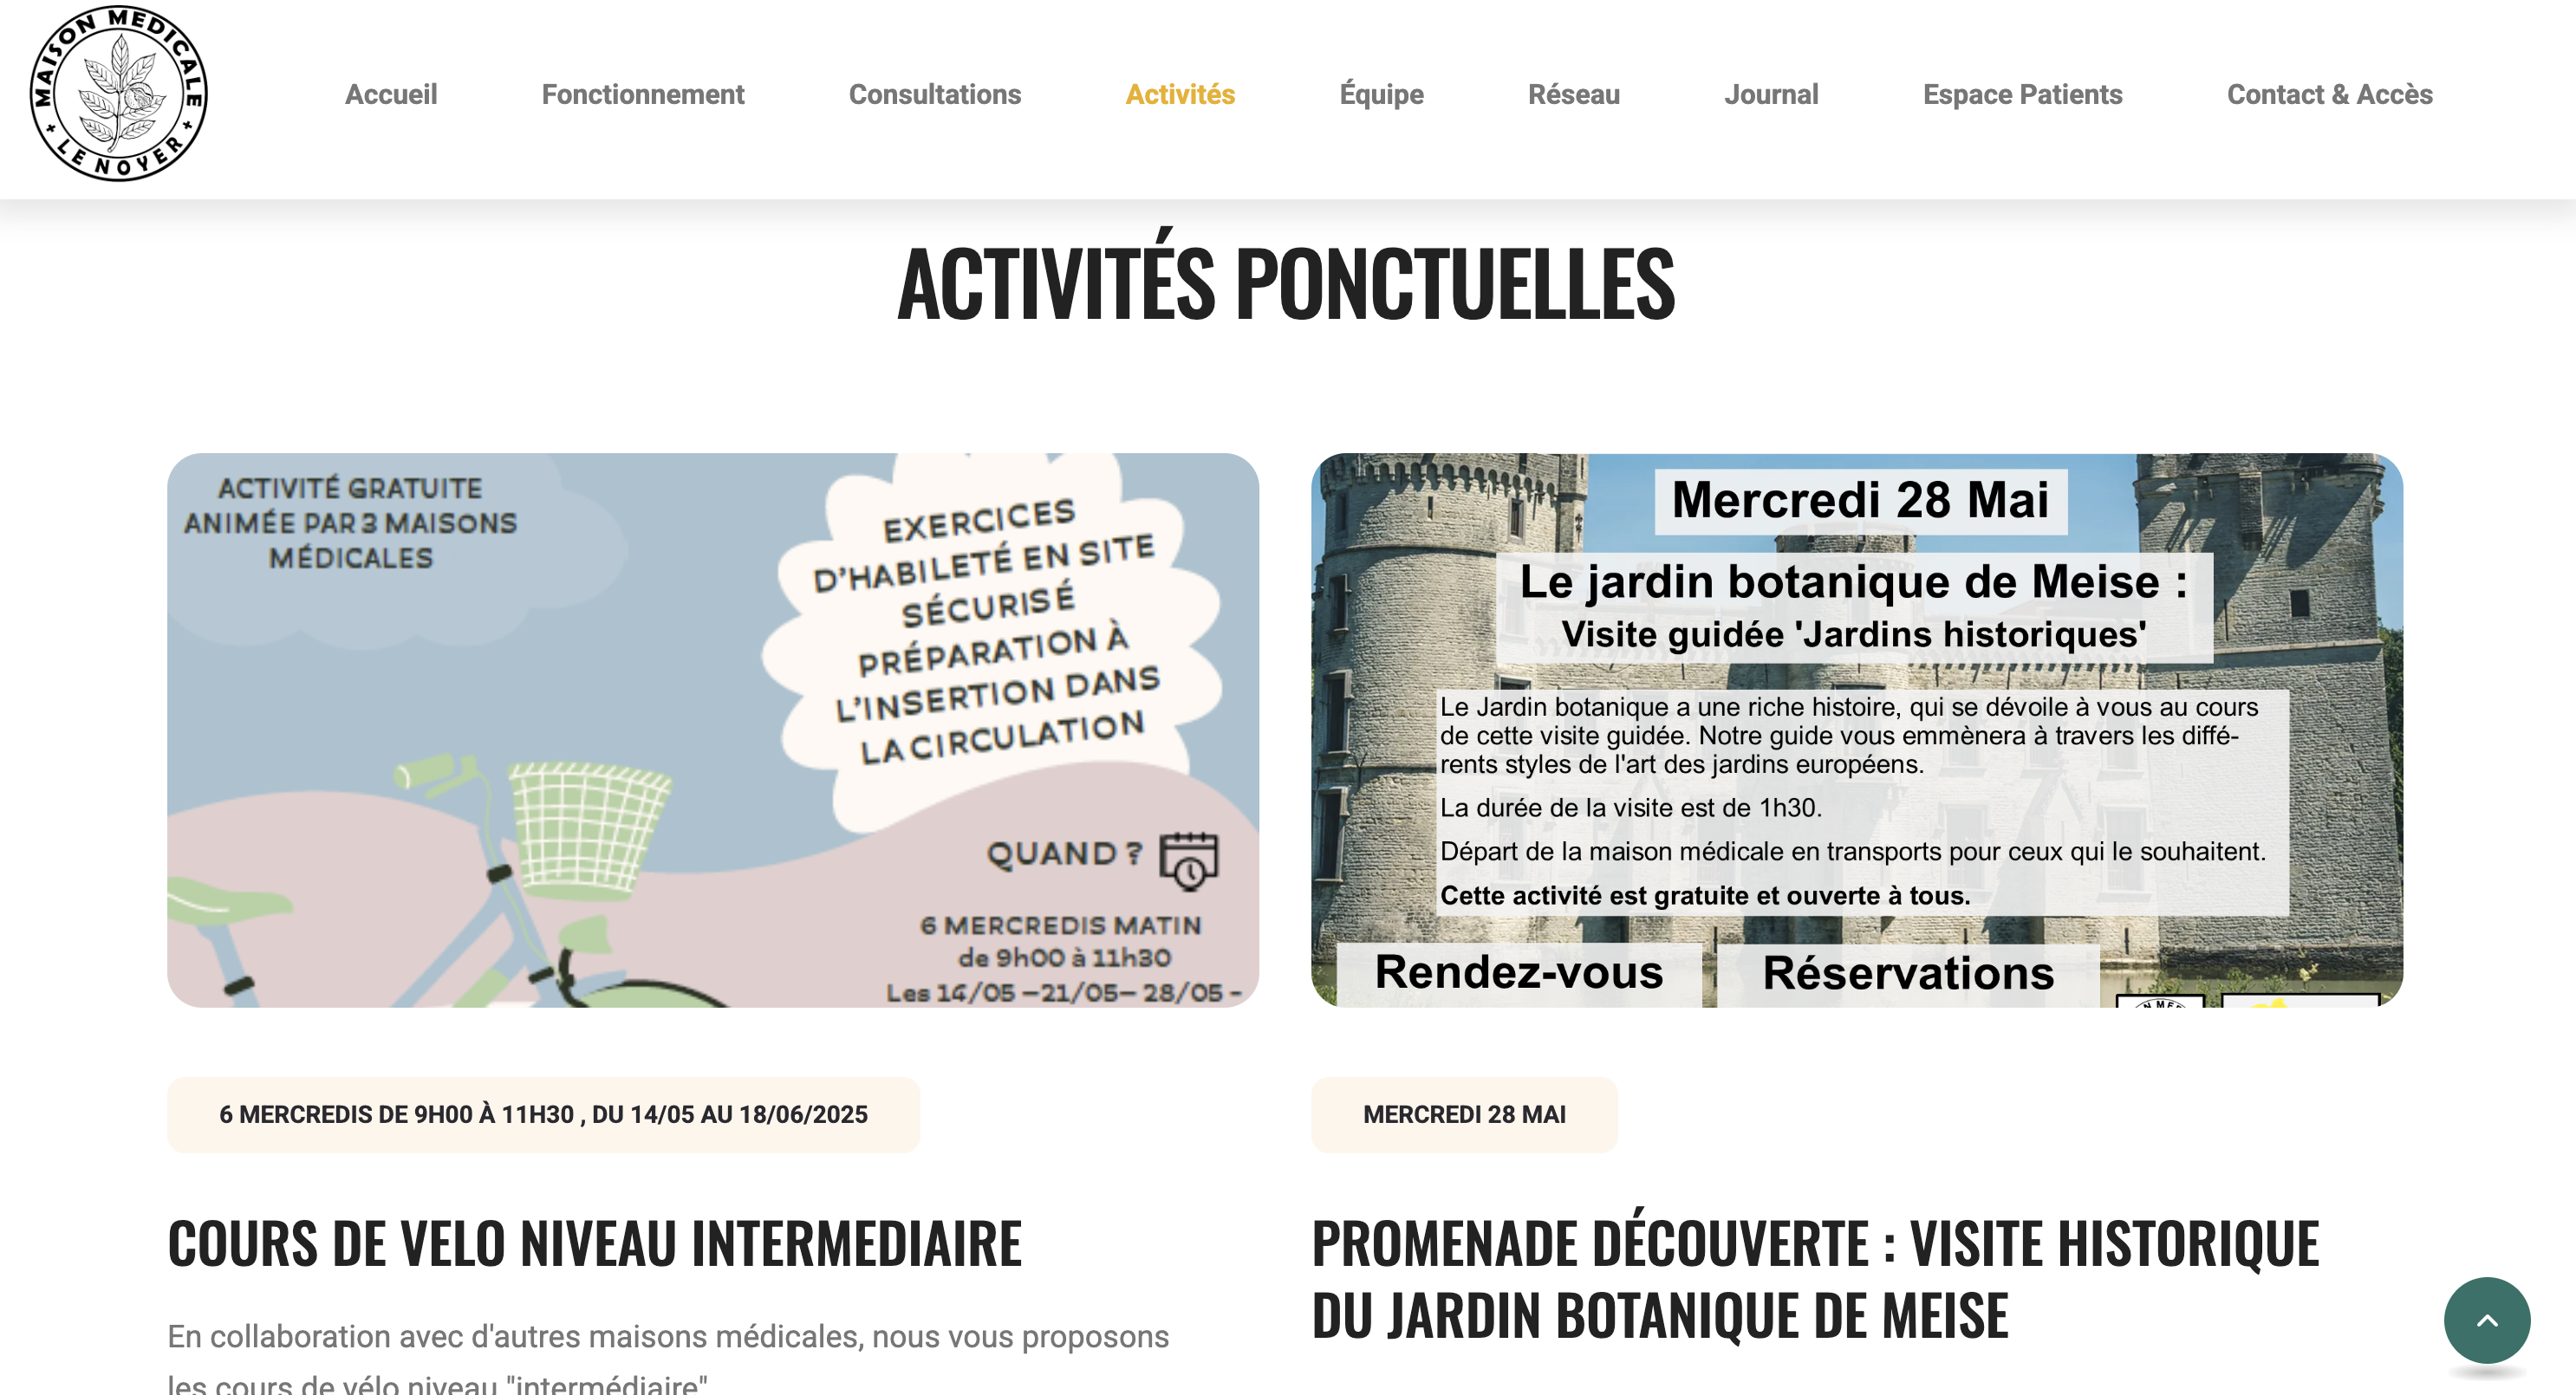 MAISON MEDICALE
+ LE NOYER +
Accueil
Fonctionnement
Consultations
Activités
Équipe
Réseau
Journal
Espace Patients
Contact & Accès
ACTIVITÉS PONCTUELLES
ACTIVITÉ GRATUITE
ANIMÉE PAR 3 MAISONS
MÉDICALES
EXERCICES
D'HABILETÉ EN SITE
SÉCURISÉ
PRÉPARATION À
L'INSERTION DANS
LA CIRCULATION
QUAND ?
6 MERCREDIS MATIN
de 9h00 à 11h30
Les 14/05 –21/05– 28/05 -
Mercredi 28 Mai
Le jardin botanique de Meise :
Visite guidée 'Jardins historiques'
Le Jardin botanique a une riche histoire, qui se dévoile à vous au cours
de cette visite guidée. Notre guide vous emmènera à travers les diffé-
rents styles de l'art des jardins européens.
La durée de la visite est de 1h30.
Départ de la maison médicale en transports pour ceux qui le souhaitent.
Cette activité est gratuite et ouverte à tous.
Rendez-vous
Réservations
6 MERCREDIS DE 9H00 À 11H30 , DU 14/05 AU 18/06/2025
MERCREDI 28 MAI
COURS DE VELO NIVEAU INTERMEDIAIRE
En collaboration avec d'autres maisons médicales, nous vous proposons
les cours de vélo niveau "intermédiaire"
PROMENADE DÉCOUVERTE : VISITE HISTORIQUE
DU JARDIN BOTANIQUE DE MEISE